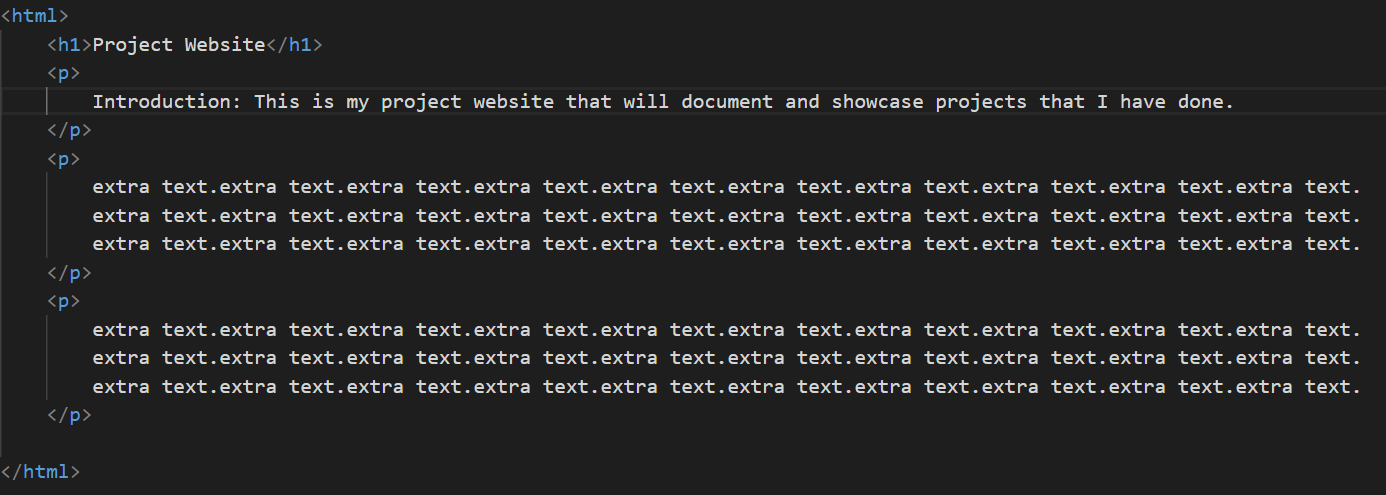 <html>
    <h1>Project Website</h1>
    <p>
        Introduction: This is my project website that will document and showcase projects that I have done.
    </p>
    <p>
        extra text.extra text.extra text.extra text.extra text.extra text.extra text.extra text.extra text.extra text.
        extra text.extra text.extra text.extra text.extra text.extra text.extra text.extra text.extra text.extra text.
        extra text.extra text.extra text.extra text.extra text.extra text.extra text.extra text.extra text.extra text.
    </p>
    <p>
        extra text.extra text.extra text.extra text.extra text.extra text.extra text.extra text.extra text.extra text.
        extra text.extra text.extra text.extra text.extra text.extra text.extra text.extra text.extra text.extra text.
        extra text.extra text.extra text.extra text.extra text.extra text.extra text.extra text.extra text.extra text.
    </p>
</html>